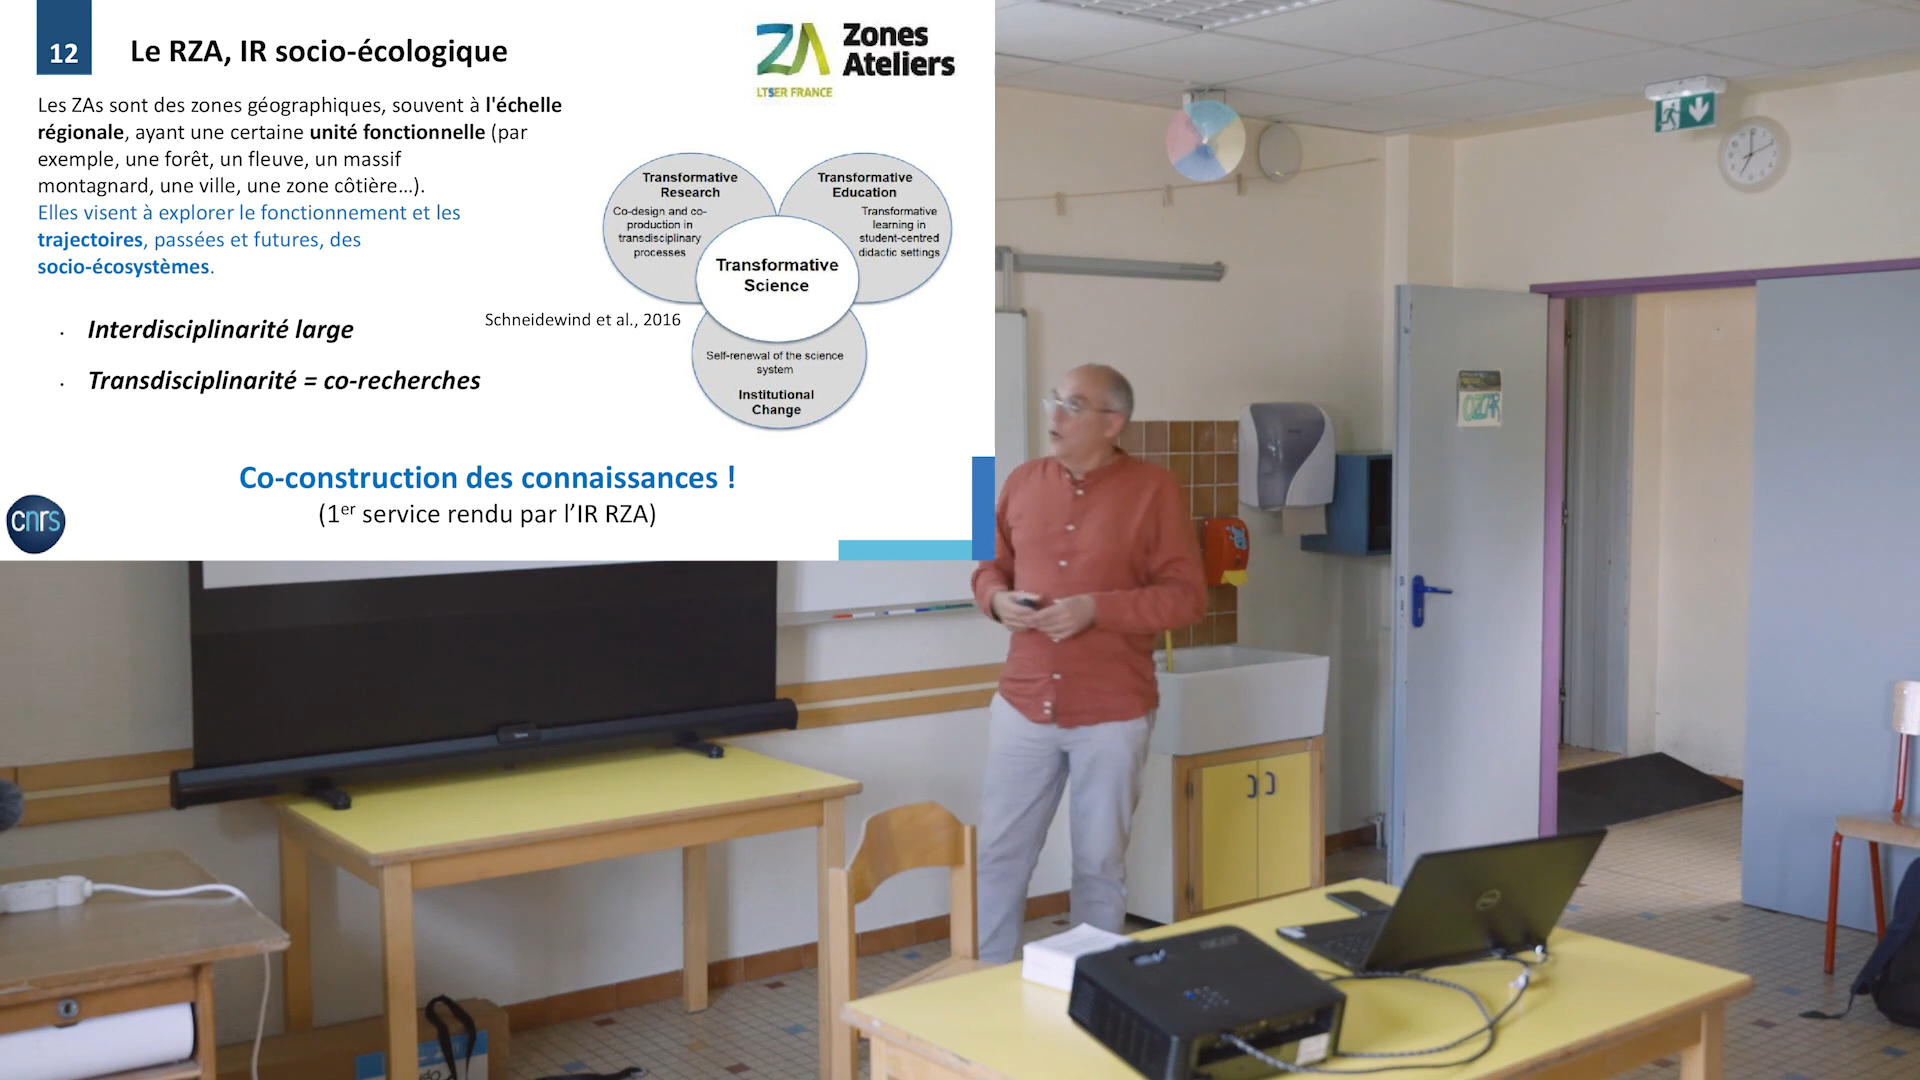 12
Le RZA, IR socio-écologique
ZA
Zones
Ateliers
LTSER FRANCE
Les ZAs sont des zones géographiques, souvent à l'échelle
régionale, ayant une certaine unité fonctionnelle (par
exemple, une forêt, un fleuve, un massif
montagnard, une ville, une zone côtière…).
Elles visent à explorer le fonctionnement et les
trajectoires, passées et futures, des
socio-écosystèmes.
Transformative
Research
Co-design and co-
production in
transdisciplinary
processes
Transformative
Education
Transformative
learning in
student-centred
didactic settings
Transformative
Science
Self-renewal of the science
system
Institutional
Change
Schneidewind et al., 2016
· Interdisciplinarité large
· Transdisciplinarité = co-recherches
Co-construction des connaissances !
(1er service rendu par l’IR RZA)
cnrs
OZCAR
DELL